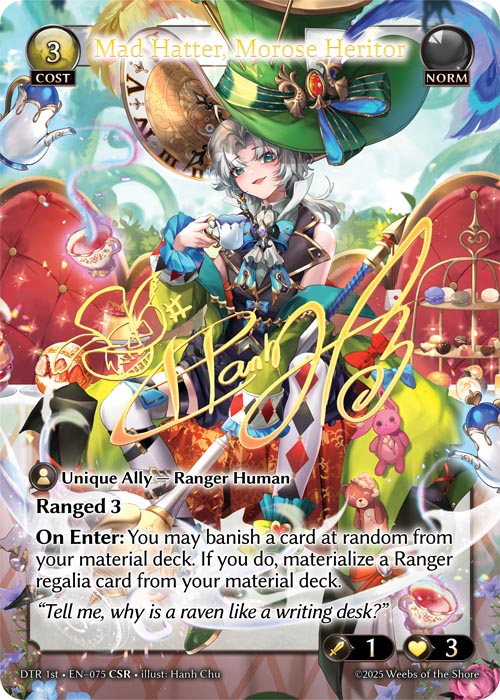 3
COST
Mad Hatter, Morose Heritor
NORM
Unique Ally — Ranger Human
Ranged 3
On Enter: You may banish a card at random from
your material deck. If you do, materialize a Ranger
regalia card from your material deck.
“Tell me, why is a raven like a writing desk?”
1
3
DTR 1st • EN-075 CSR • illust: Hanh Chu
©2025 Weebs of the Shore